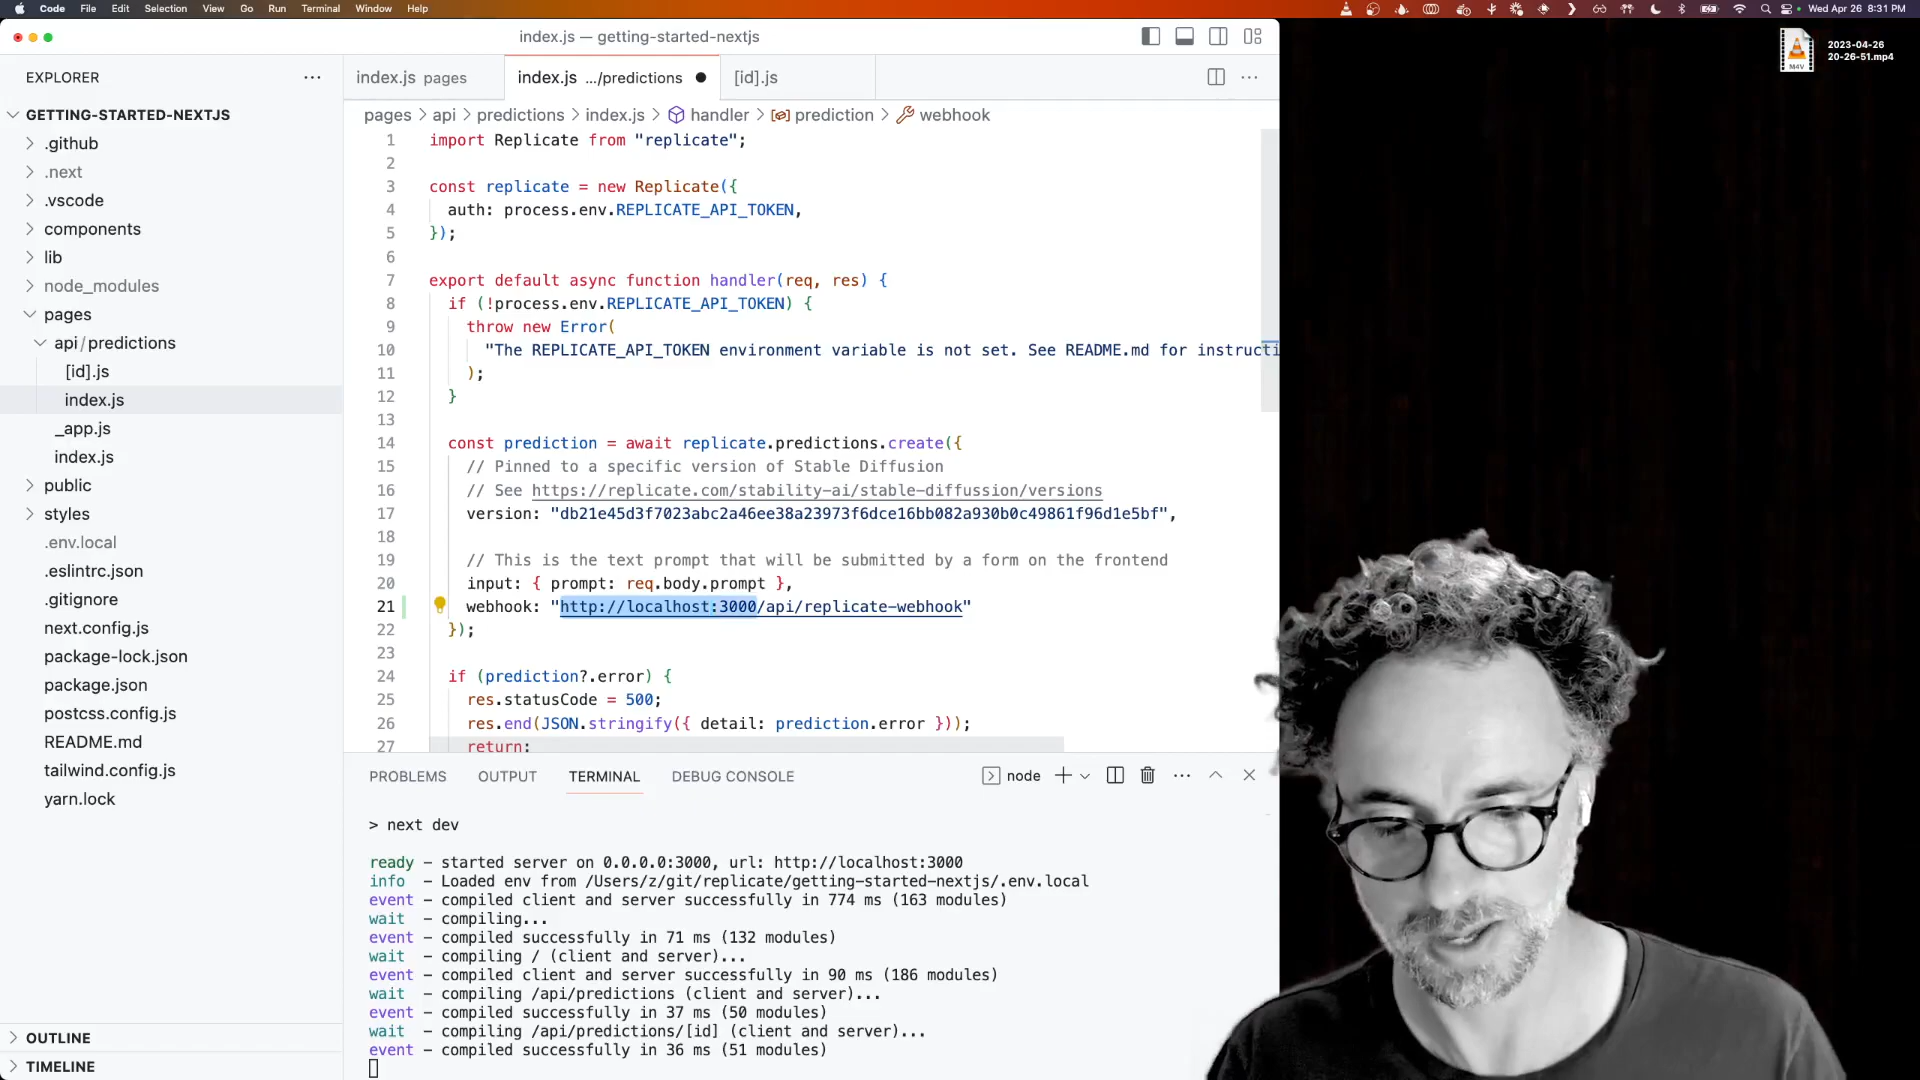 Code File Edit Selection View Go Run Terminal Window Help
Wed Apr 26 8:31 PM
index.js — getting-started-nextjs
2023-04-26
20-26-51.mp4
M4V
EXPLORER
index.js pages
index.js .../predictions
[id].js
GETTING-STARTED-NEXTJS
.github
.next
.vscode
components
lib
node_modules
pages
api/predictions
[id].js
index.js
_app.js
index.js
public
styles
.env.local
.eslintrc.json
.gitignore
next.config.js
package-lock.json
package.json
postcss.config.js
README.md
tailwind.config.js
yarn.lock
OUTLINE
TIMELINE
pages > api > predictions > index.js > handler > prediction > webhook
1 import Replicate from "replicate";
2
3 const replicate = new Replicate({
4 auth: process.env.REPLICATE_API_TOKEN,
5 });
6
7 export default async function handler(req, res) {
8 if (!process.env.REPLICATE_API_TOKEN) {
9 throw new Error(
10 "The REPLICATE_API_TOKEN environment variable is not set. See README.md for instructi
11 );
12 }
13
14 const prediction = await replicate.predictions.create({
15 // Pinned to a specific version of Stable Diffusion
16 // See https://replicate.com/stability-ai/stable-diffussion/versions
17 version: "db21e45d3f7023abc2a46ee38a23973f6dce16bb082a930b0c49861f96d1e5bf",
18
19 // This is the text prompt that will be submitted by a form on the frontend
20 input: { prompt: req.body.prompt },
21 webhook: "http://localhost:3000/api/replicate-webhook"
22 });
23
24 if (prediction?.error) {
25 res.statusCode = 500;
26 res.end(JSON.stringify({ detail: prediction.error }));
27 return;
PROBLEMS OUTPUT TERMINAL DEBUG CONSOLE
node
> next dev
ready - started server on 0.0.0.0:3000, url: http://localhost:3000
info - Loaded env from /Users/z/git/replicate/getting-started-nextjs/.env.local
event - compiled client and server successfully in 774 ms (163 modules)
wait - compiling...
event - compiled successfully in 71 ms (132 modules)
wait - compiling / (client and server)...
event - compiled client and server successfully in 90 ms (186 modules)
wait - compiling /api/predictions (client and server)...
event - compiled successfully in 37 ms (50 modules)
wait - compiling /api/predictions/[id] (client and server)...
event - compiled successfully in 36 ms (51 modules)